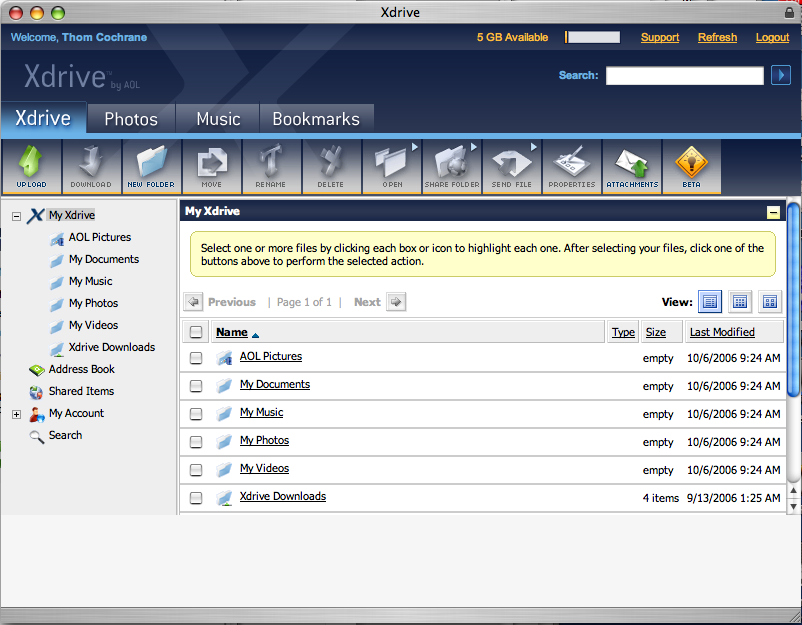 Xdrive
Welcome, Thom Cochrane
5 GB Available
Support
Refresh
Logout
Xdrive™ by AOL
Search:
Xdrive
Photos
Music
Bookmarks
UPLOAD
DOWNLOAD
NEW FOLDER
MOVE
RENAME
DELETE
OPEN
SHARE FOLDER
SEND FILE
PROPERTIES
ATTACHMENTS
BETA
My Xdrive
AOL Pictures
My Documents
My Music
My Photos
My Videos
Xdrive Downloads
Address Book
Shared Items
My Account
Search
My Xdrive
Select one or more files by clicking each box or icon to highlight each one. After selecting your files, click one of the
buttons above to perform the selected action.
Previous | Page 1 of 1 | Next
View:
Name Type Size Last Modified
AOL Pictures empty 10/6/2006 9:24 AM
My Documents empty 10/6/2006 9:24 AM
My Music empty 10/6/2006 9:24 AM
My Photos empty 10/6/2006 9:24 AM
My Videos empty 10/6/2006 9:24 AM
Xdrive Downloads 4 items 9/13/2006 1:25 AM